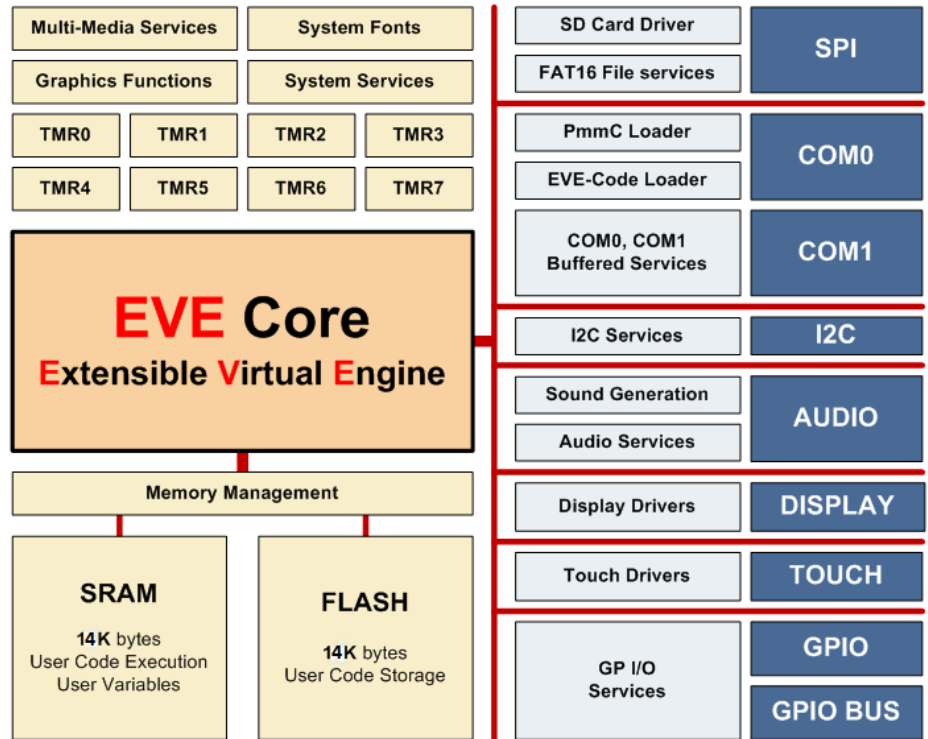 Multi-Media Services
System Fonts
Graphics Functions
System Services
TMR0
TMR1
TMR2
TMR3
TMR4
TMR5
TMR6
TMR7
EVE Core
Extensible Virtual Engine
Memory Management
SRAM
14K bytes
User Code Execution
User Variables
FLASH
14K bytes
User Code Storage
SD Card Driver
FAT16 File services
SPI
PmmC Loader
EVE-Code Loader
COM0
COM0, COM1
Buffered Services
COM1
I2C Services
I2C
Sound Generation
Audio Services
AUDIO
Display Drivers
DISPLAY
Touch Drivers
TOUCH
GP I/O
Services
GPIO
GPIO BUS